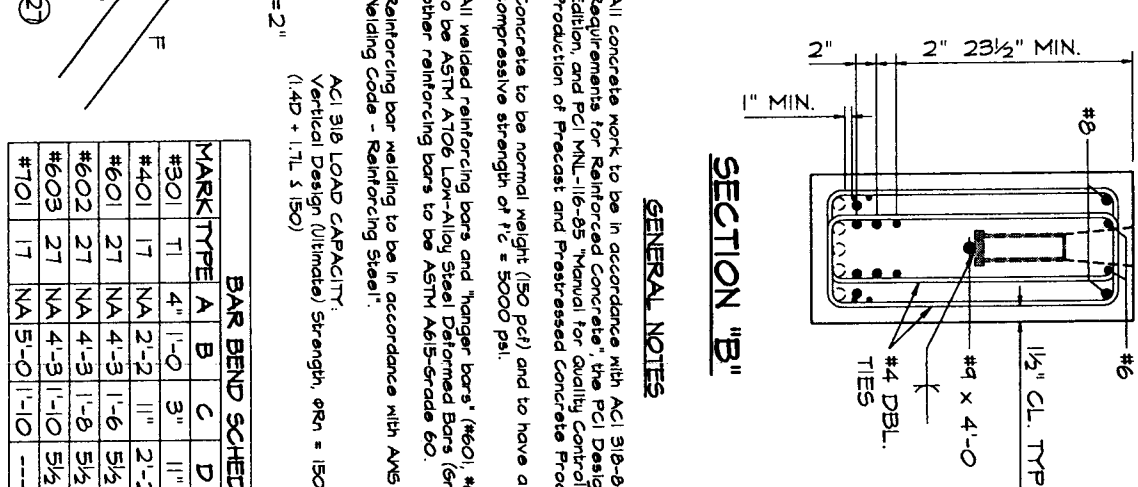 2" 2" 23½" MIN.
1" MIN.
#8
#6
1½" CL. TYP
#9 x 4'-0
#4 DBL.
TIES
SECTION "B"
GENERAL NOTES
All concrete work to be in accordance with ACI 318-8
Requirements for Reinforced Concrete", the PCI Desig
Edition, and PCI MNL-116-85 "Manual for Quality Control
Production of Precast and Prestressed Concrete Prod
Concrete to be normal weight (150 pcf) and to have a
compressive strength of f'c = 5000 psi.
All welded reinforcing bars and "hanger bars" (#601, #
to be ASTM A706 Low-Alloy Steel Deformed Bars (Gr
other reinforcing bars to be ASTM A615-Grade 60.
Reinforcing bar welding to be in accordance with AWS
Welding Code - Reinforcing Steel".
ACI 318 LOAD CAPACITY:
Vertical Design (Ultimate) Strength, ΦRn = 150
(1.4D + 1.7L ≤ 150)
=2"
F
27
BAR BEND SCHED
MARK TYPE A B C D
#301 T1 4" 1'-0 3" 11"
#401 17 NA 2'-2 11" 2'-
#601 27 NA 4'-3 1'-6 5½
#602 27 NA 4'-3 1'-8 5½
#603 27 NA 4'-3 1'-10 5½
#701 17 NA 5'-0 1'-10 ---